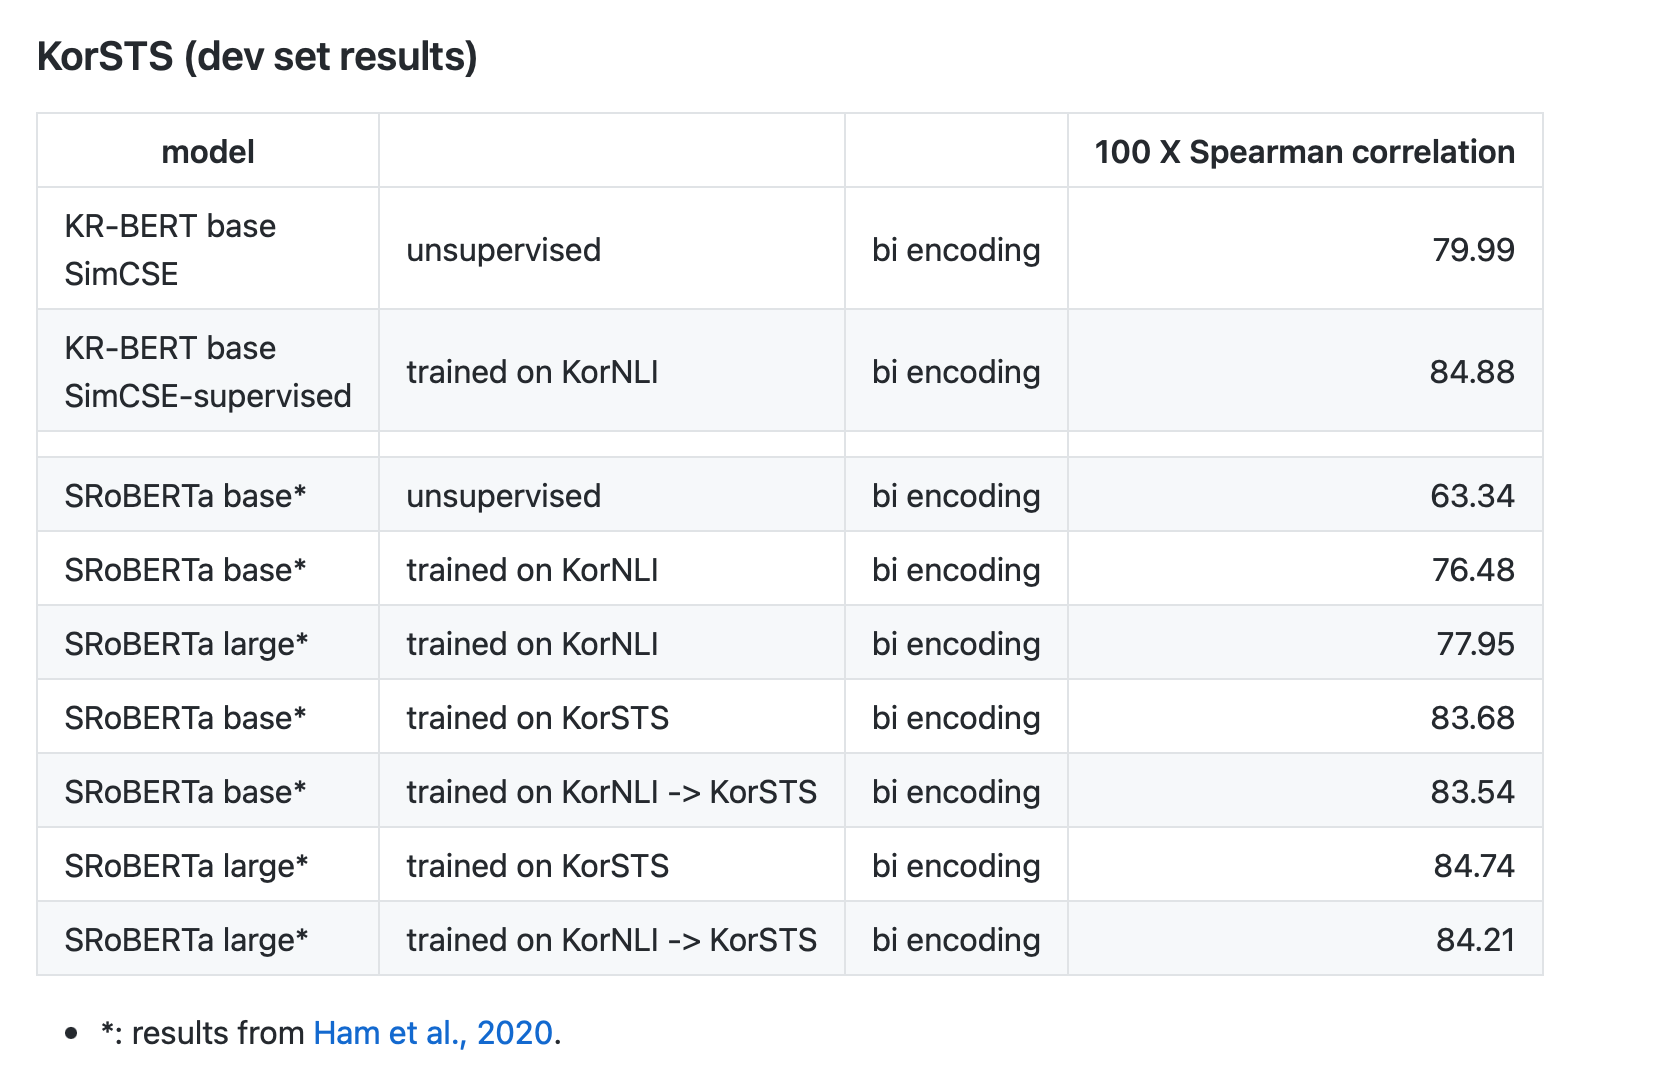 KorSTS (dev set results)
model 100 X Spearman correlation
KR-BERT base
SimCSE
unsupervised bi encoding 79.99
KR-BERT base
SimCSE-supervised
trained on KorNLI bi encoding 84.88
SRoBERTa base* unsupervised bi encoding 63.34
SRoBERTa base* trained on KorNLI bi encoding 76.48
SRoBERTa large* trained on KorNLI bi encoding 77.95
SRoBERTa base* trained on KorSTS bi encoding 83.68
SRoBERTa base* trained on KorNLI -> KorSTS bi encoding 83.54
SRoBERTa large* trained on KorSTS bi encoding 84.74
SRoBERTa large* trained on KorNLI -> KorSTS bi encoding 84.21
• *: results from Ham et al., 2020.